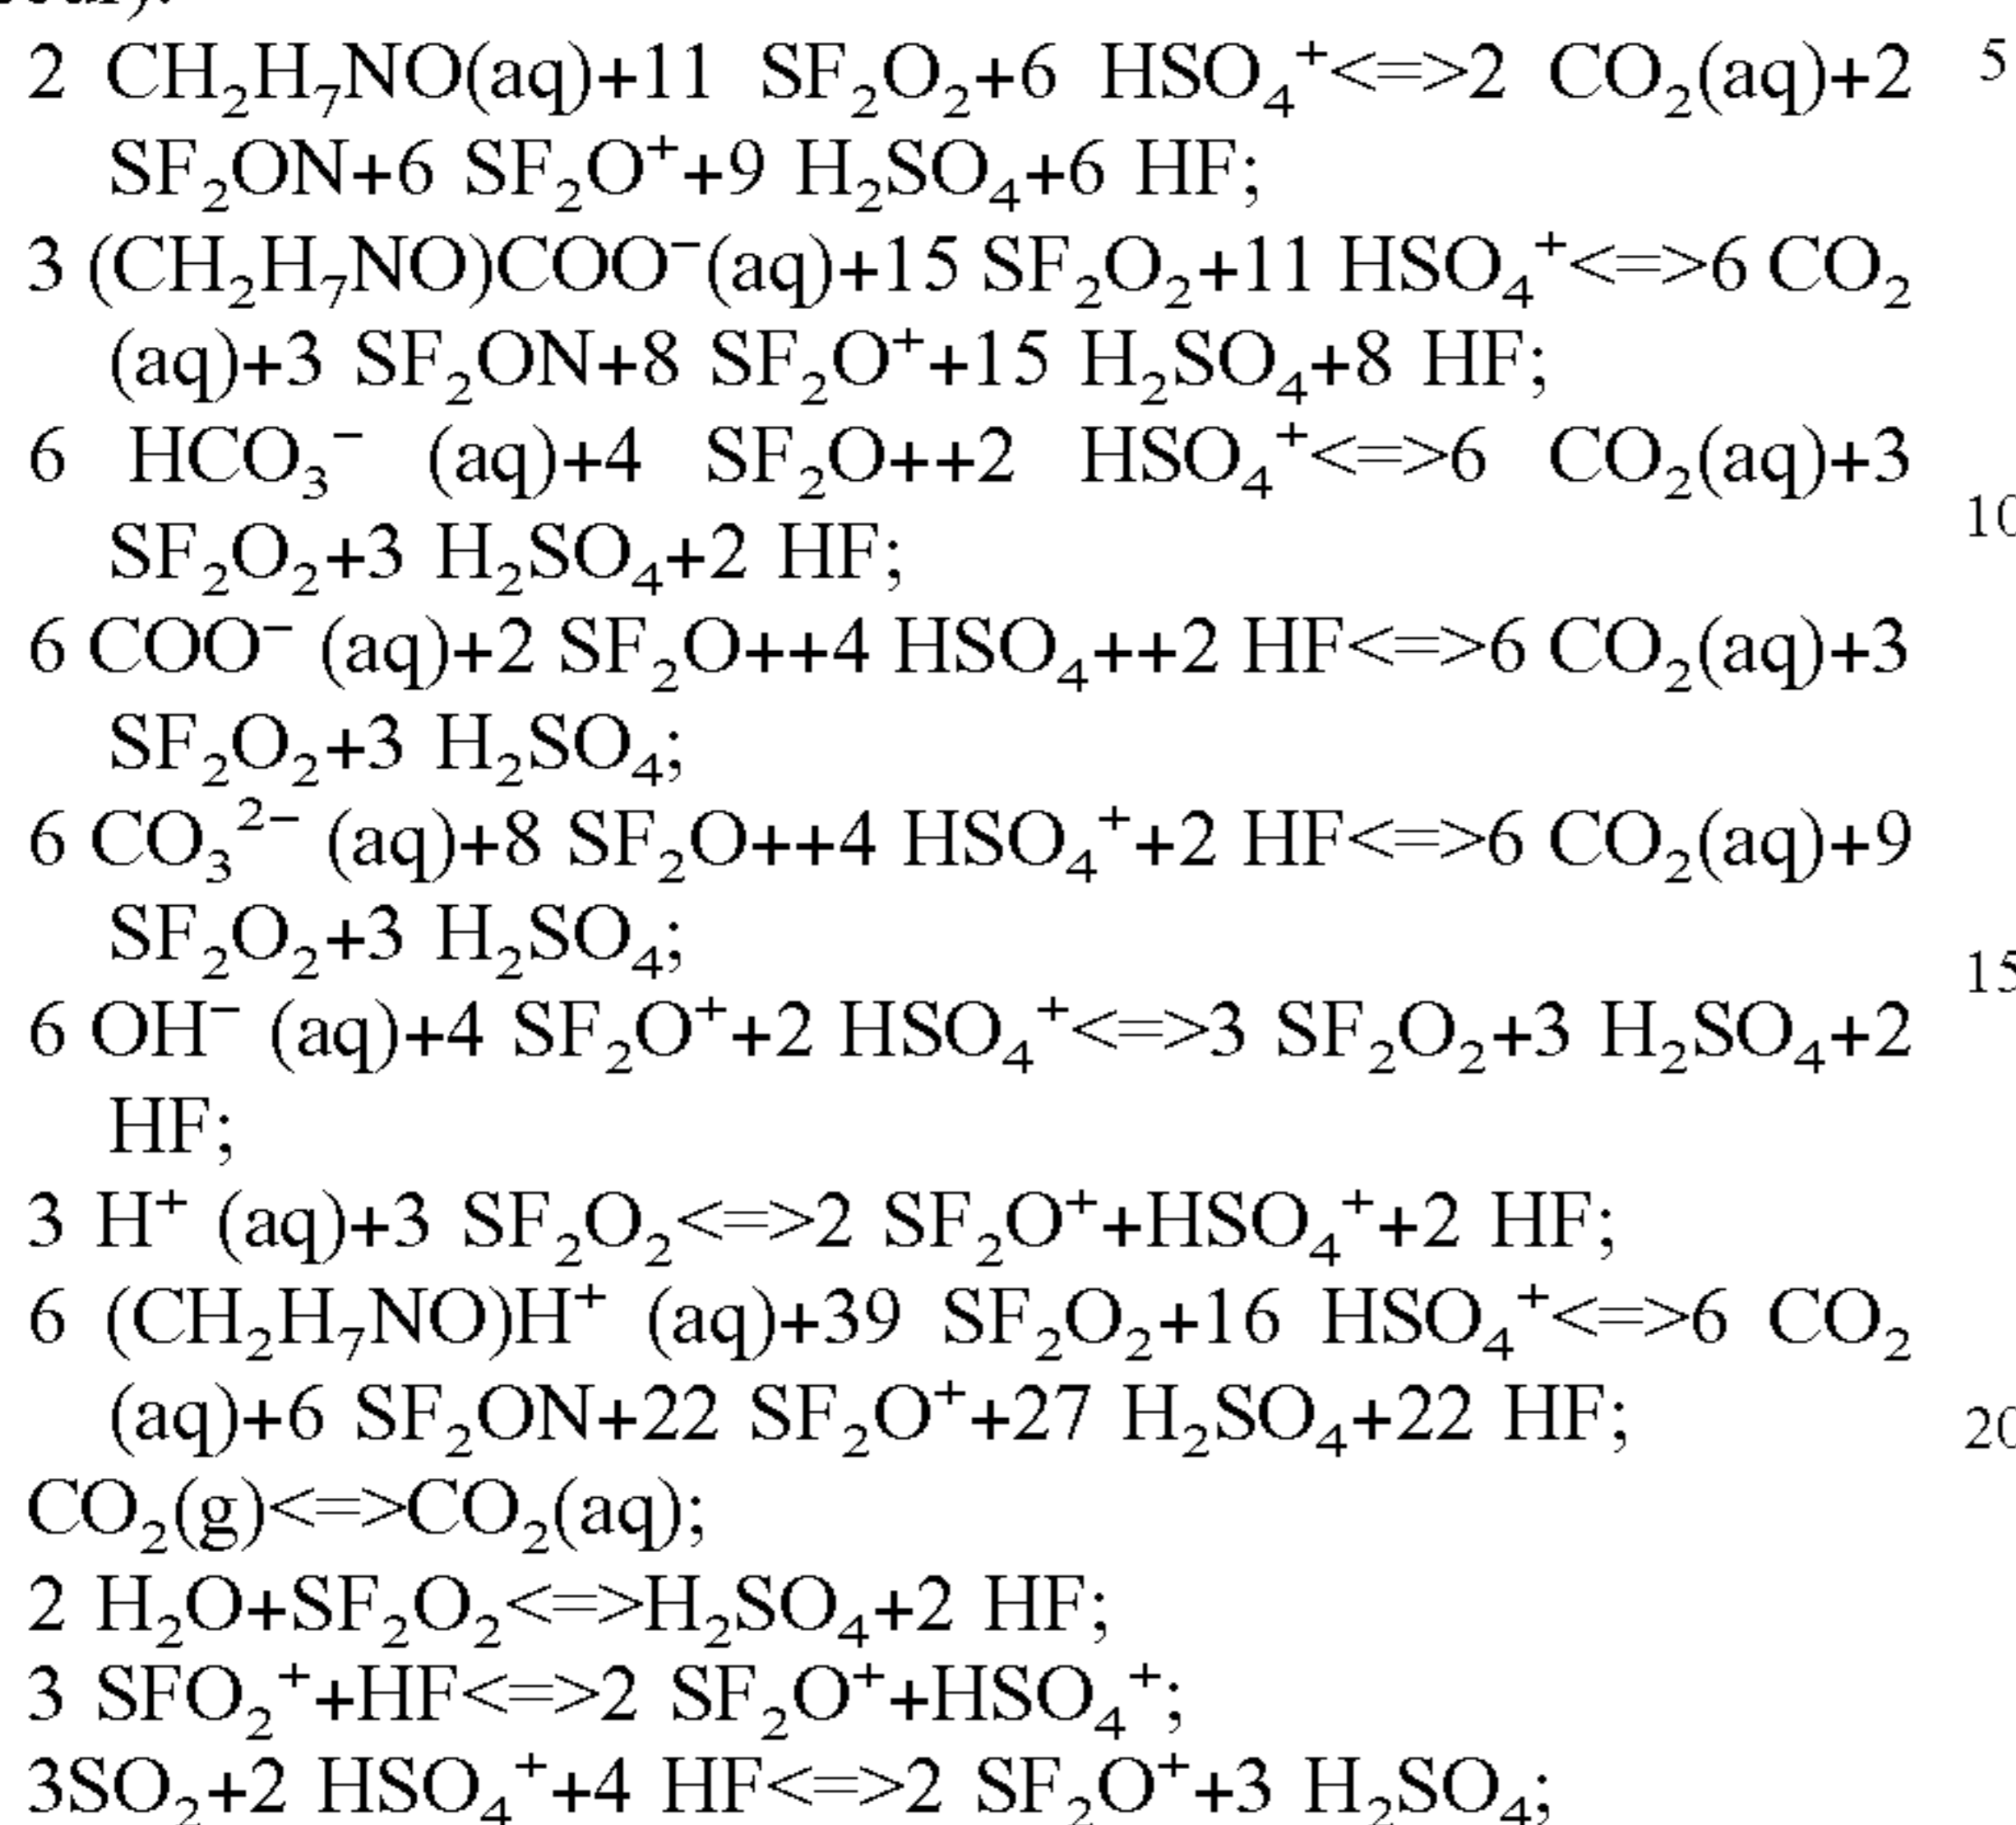 2 CH₂H₇NO(aq)+11 SF₂O₂+6 HSO₄⁺<=>2 CO₂(aq)+2 5
SF₂ON+6 SF₂O⁺+9 H₂SO₄+6 HF;
3 (CH₂H₇NO)COO⁻(aq)+15 SF₂O₂+11 HSO₄⁺<=>6 CO₂
(aq)+3 SF₂ON+8 SF₂O⁺+15 H₂SO₄+8 HF;
6 HCO₃⁻ (aq)+4 SF₂O++2 HSO₄⁺<=>6 CO₂(aq)+3
SF₂O₂+3 H₂SO₄+2 HF; 10
6 COO⁻ (aq)+2 SF₂O++4 HSO₄++2 HF<=>6 CO₂(aq)+3
SF₂O₂+3 H₂SO₄;
6 CO₃²⁻ (aq)+8 SF₂O++4 HSO₄⁺+2 HF<=>6 CO₂(aq)+9
SF₂O₂+3 H₂SO₄; 15
6 OH⁻ (aq)+4 SF₂O⁺+2 HSO₄⁺<=>3 SF₂O₂+3 H₂SO₄+2
HF;
3 H⁺ (aq)+3 SF₂O₂<=>2 SF₂O⁺+HSO₄⁺+2 HF;
6 (CH₂H₇NO)H⁺ (aq)+39 SF₂O₂+16 HSO₄⁺<=>6 CO₂
(aq)+6 SF₂ON+22 SF₂O⁺+27 H₂SO₄+22 HF; 20
CO₂(g)<=>CO₂(aq);
2 H₂O+SF₂O₂<=>H₂SO₄+2 HF;
3 SFO₂⁺+HF<=>2 SF₂O⁺+HSO₄⁺;
3SO₂+2 HSO₄⁺+4 HF<=>2 SF₂O⁺+3 H₂SO₄;